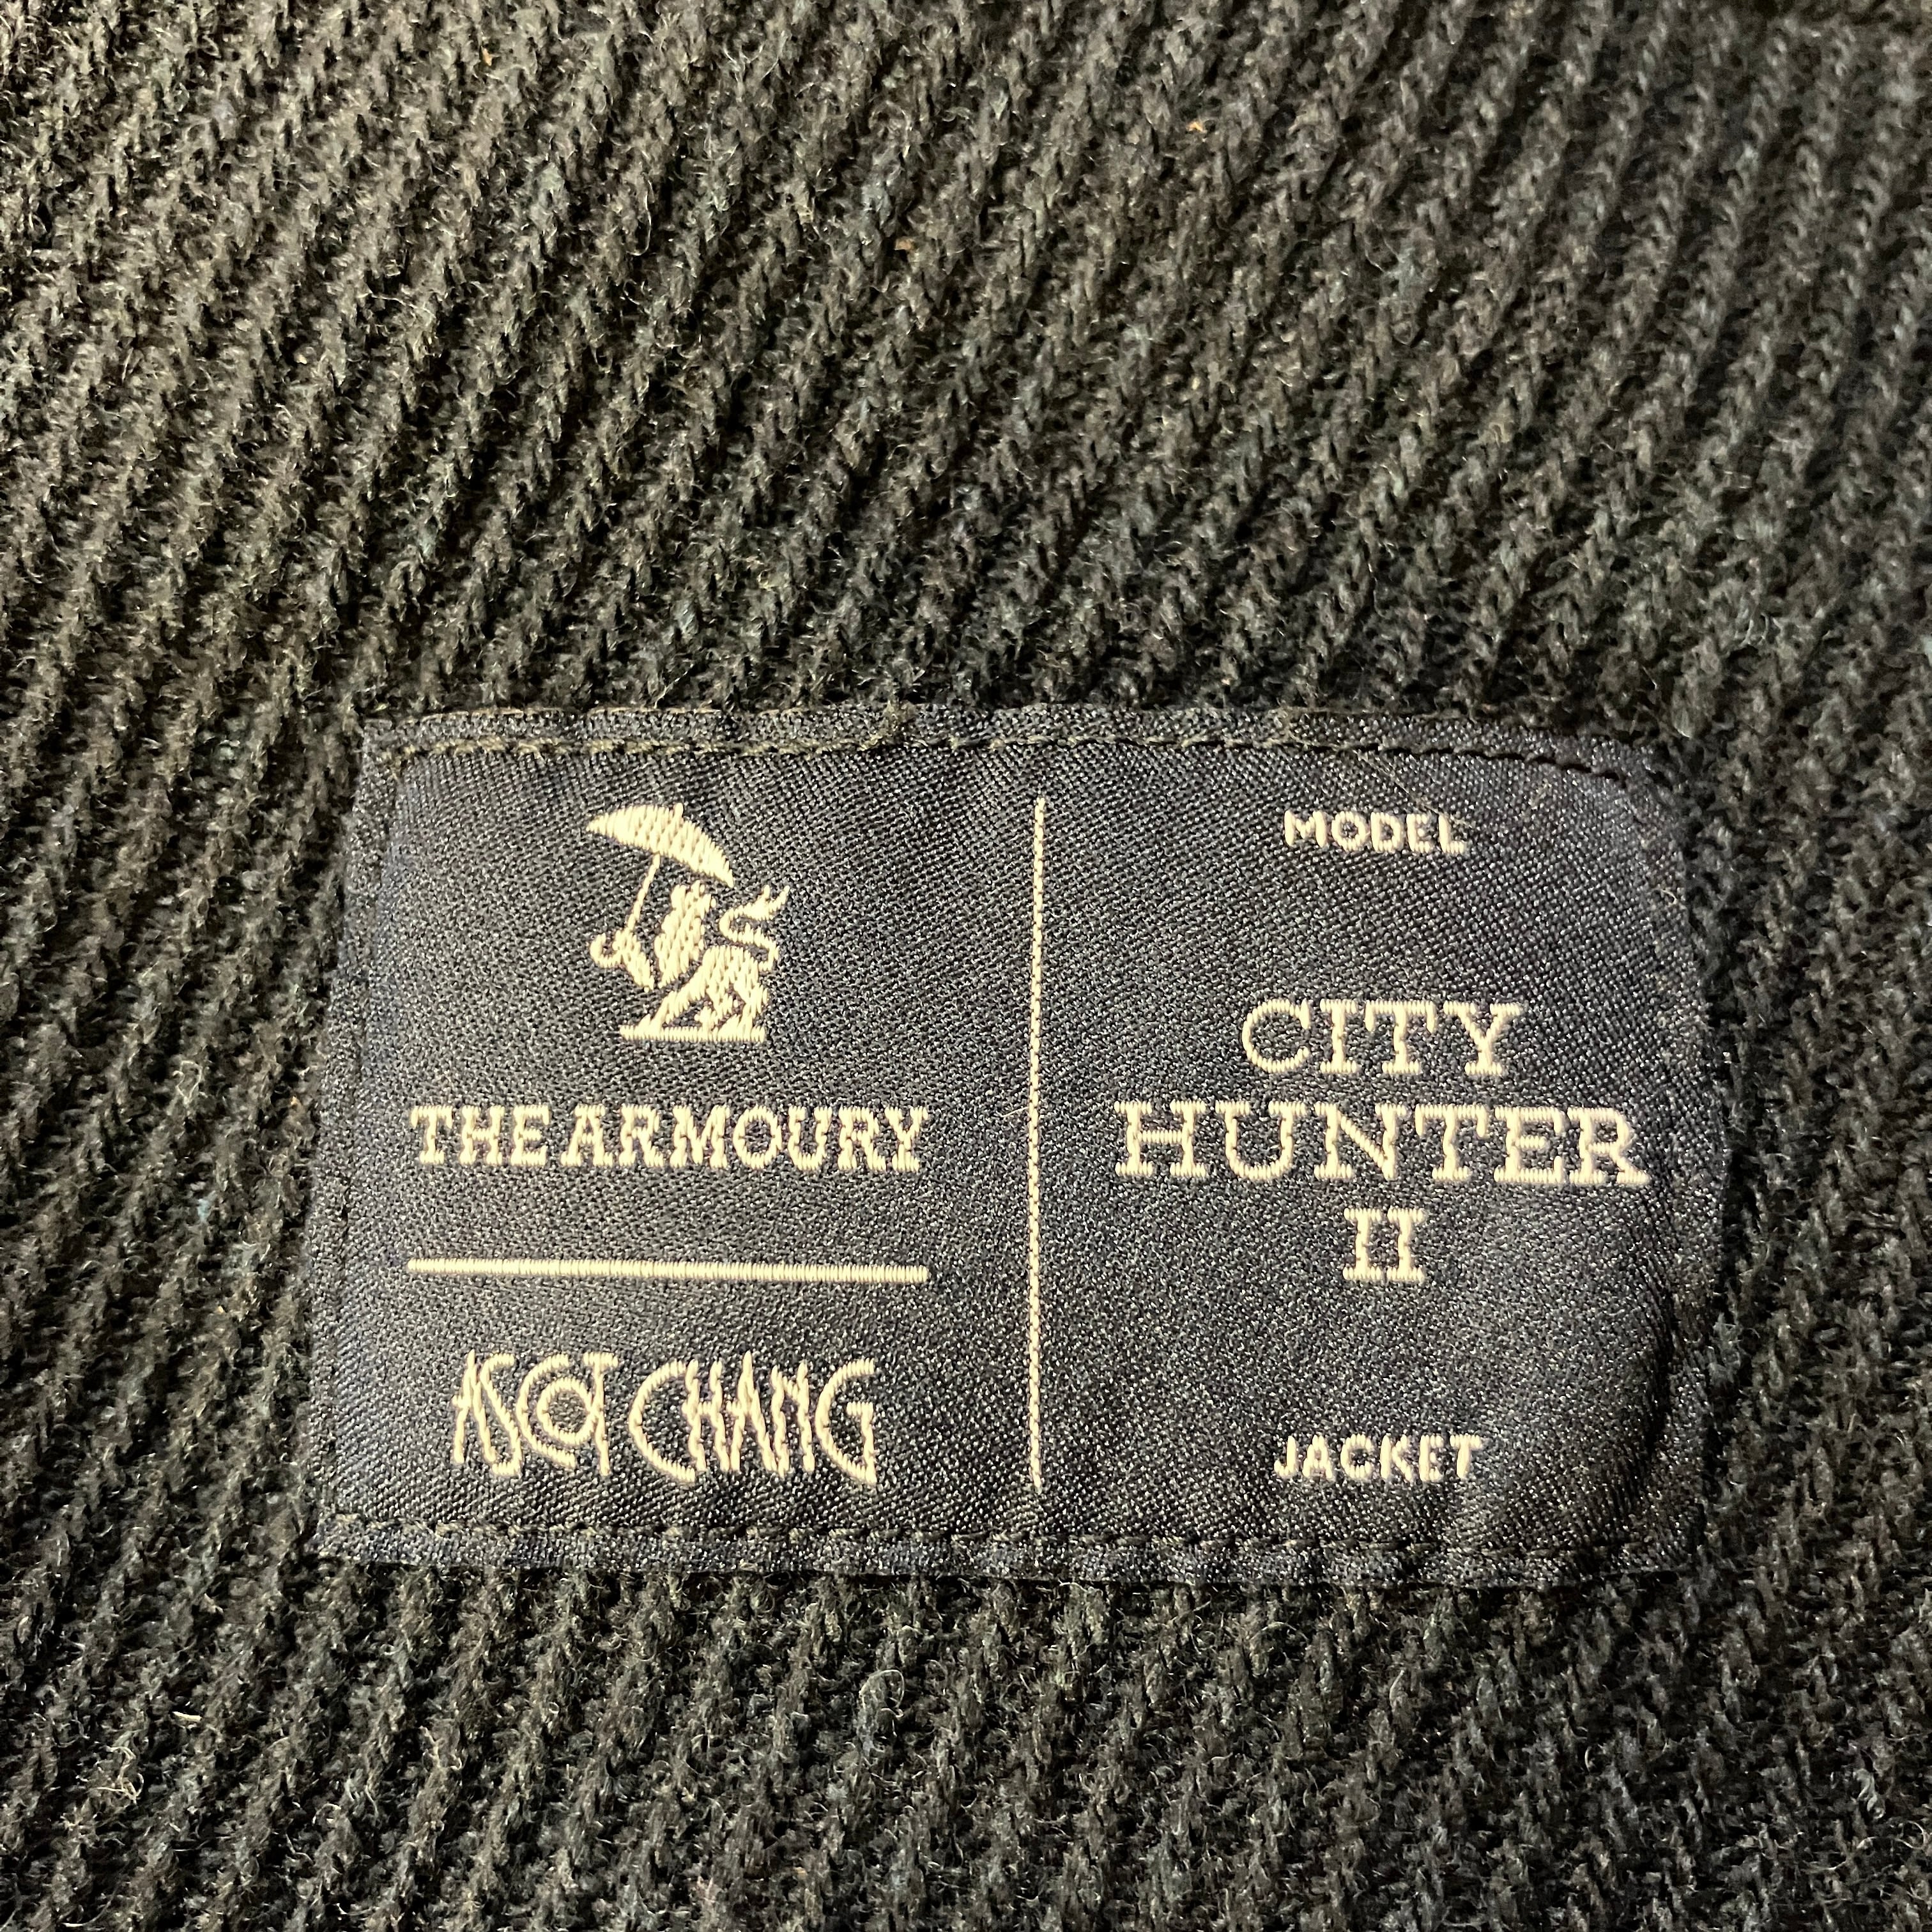 THE ARMOURY
ASCOT CHANG
MODEL
CITY
HUNTER
II
JACKET